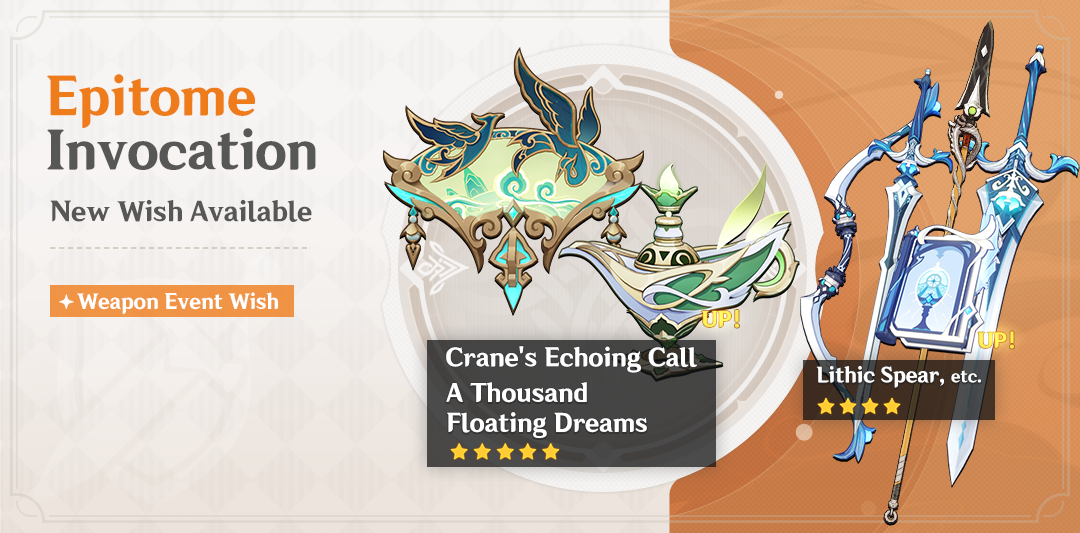 Epitome
Invocation
New Wish Available
Weapon Event Wish
UP!
Crane's Echoing Call
A Thousand
Floating Dreams
UP!
Lithic Spear, etc.